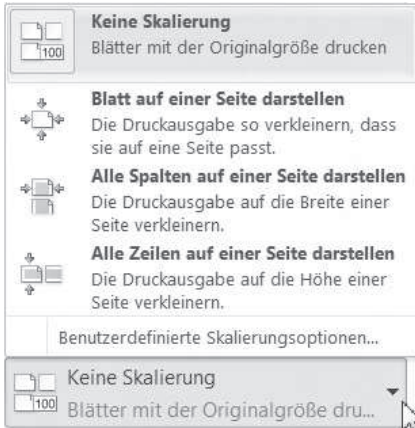 Keine Skalierung
Blätter mit der Originalgröße drucken
100
Blatt auf einer Seite darstellen
Die Druckausgabe so verkleinern, dass
sie auf eine Seite passt.
Alle Spalten auf einer Seite darstellen
Die Druckausgabe auf die Breite einer
Seite verkleinern.
Alle Zeilen auf einer Seite darstellen
Die Druckausgabe auf die Höhe einer
Seite verkleinern.
Benutzerdefinierte Skalierungsoptionen...
Keine Skalierung
100
Blätter mit der Originalgröße dru...